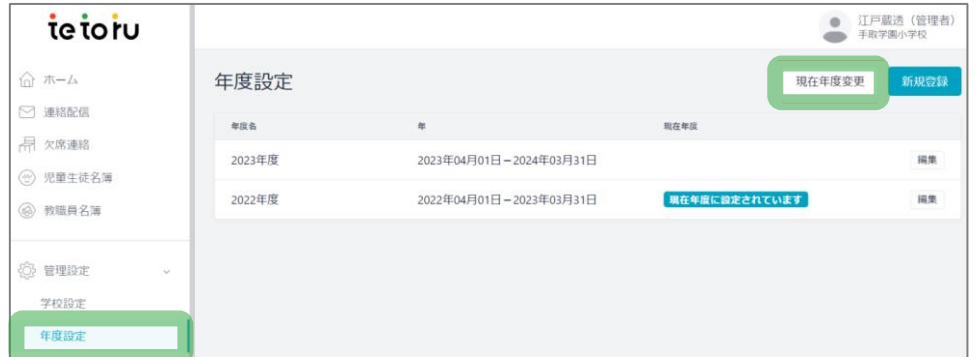 tetoru
江戸蔵透（管理者）
手取学園小学校
ホーム
連絡配信
欠席連絡
児童生徒名簿
教職員名簿
管理設定
学校設定
年度設定
年度設定
現在年度変更
新規登録
年度名 年 現在年度
2023年度 2023年04月01日－2024年03月31日 編集
2022年度 2022年04月01日－2023年03月31日 現在年度に設定されています 編集